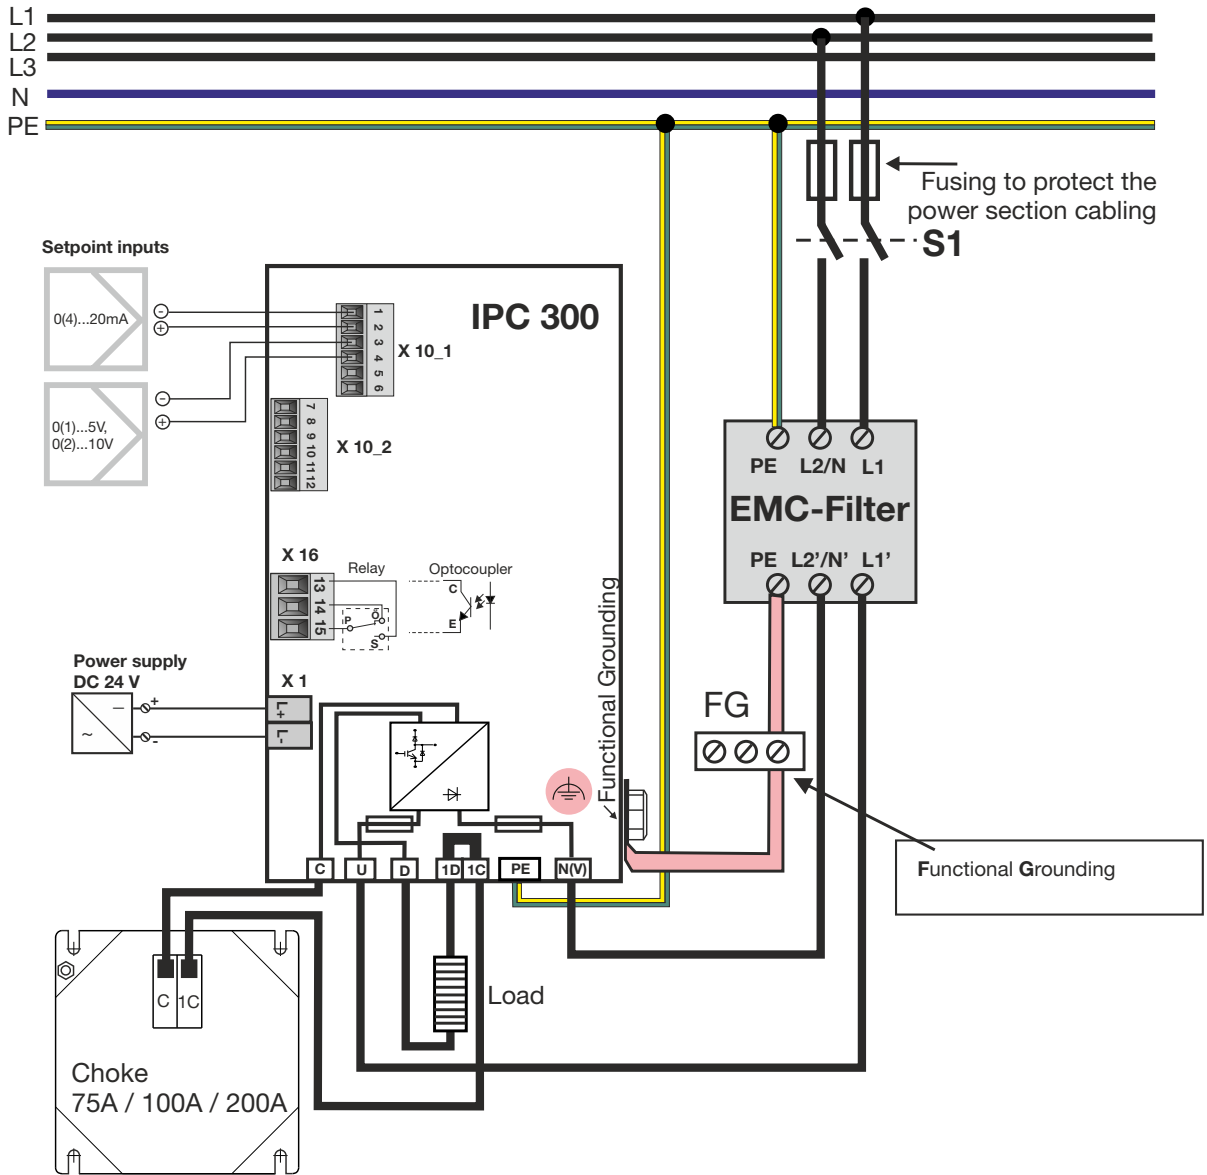 L1
L2
L3
N
PE
Fusing to protect the
power section cabling
S1
Setpoint inputs
0(4)...20mA
-
+
0(1)...5V,
0(2)...10V
-
+
IPC 300
1
2
3
4
5
6
X 10_1
7
8
9
10
11
12
X 10_2
X 16
13
14
15
Relay
P
O
S
Optocoupler
C
E
Functional Grounding
Power supply
DC 24 V
~
+
-
X 1
L+
L-
C
U
D
1D
1C
PE
N(V)
PE
L2/N
L1
EMC-Filter
PE
L2'/N'
L1'
FG
Functional Grounding
C
1C
Load
Choke
75A / 100A / 200A